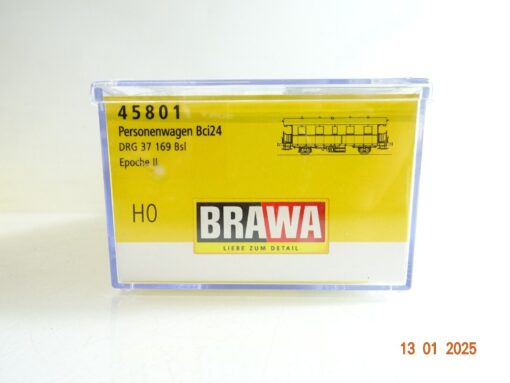 45801
Personenwagen Bci24
DRG 37 169 Bsl
Epoche II
H0
BRAWA
LIEBE ZUM DETAIL
13 01 2025